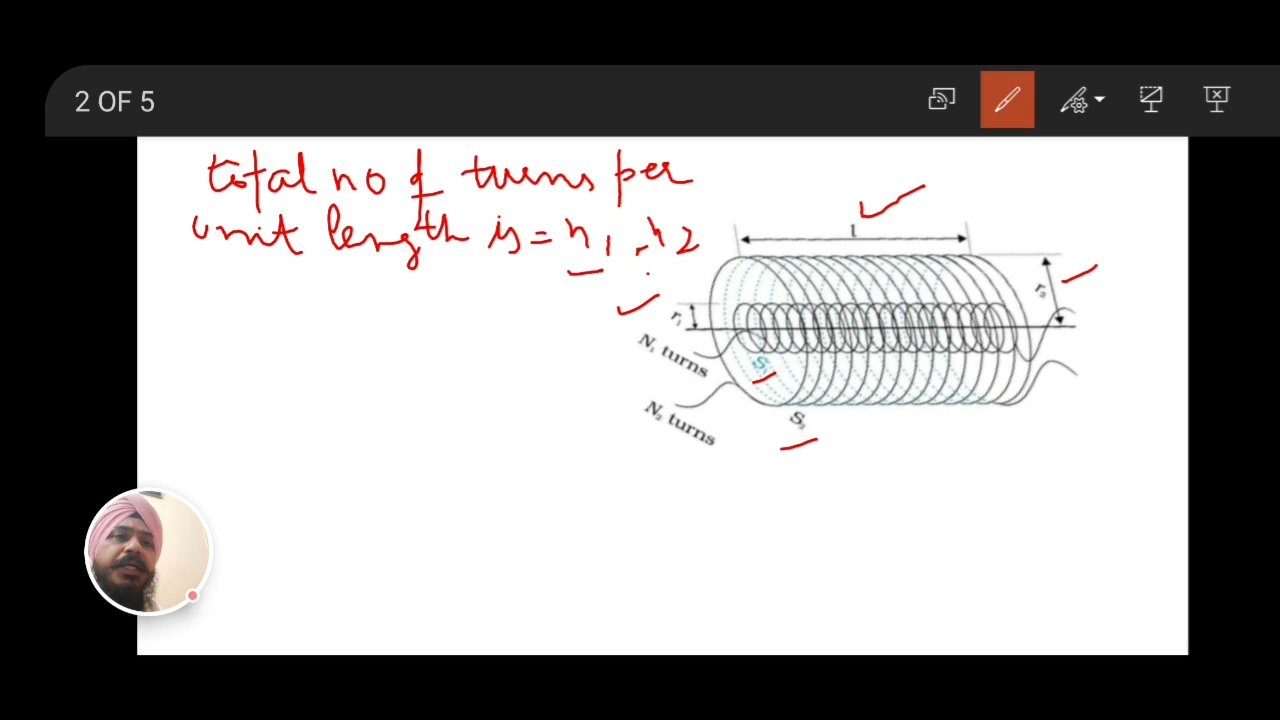 2 OF 5
total no of turns per
unit length is = n1, n2
l
r2
r1
N1 turns
S1
N2 turns
S2